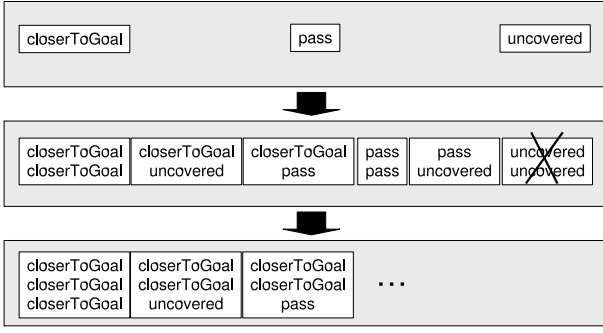 closerToGoal pass uncovered
closerToGoal closerToGoal closerToGoal pass pass uncovered
closerToGoal uncovered pass pass uncovered uncovered
closerToGoal closerToGoal closerToGoal
closerToGoal closerToGoal closerToGoal ...
closerToGoal uncovered pass